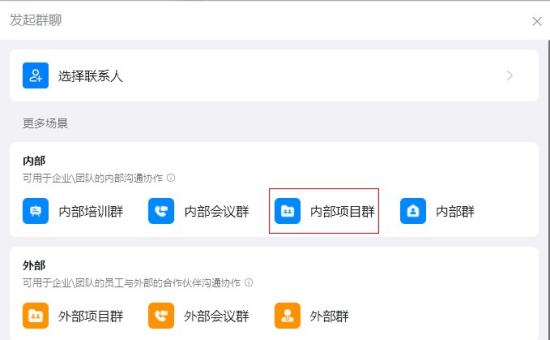 发起群聊
选择联系人
更多场景
内部
可用于企业\团队的内部沟通协作
内部培训群 内部会议群 内部项目群 内部群
外部
可用于企业\团队的员工与外部的合作伙伴沟通协作
外部项目群 外部会议群 外部群